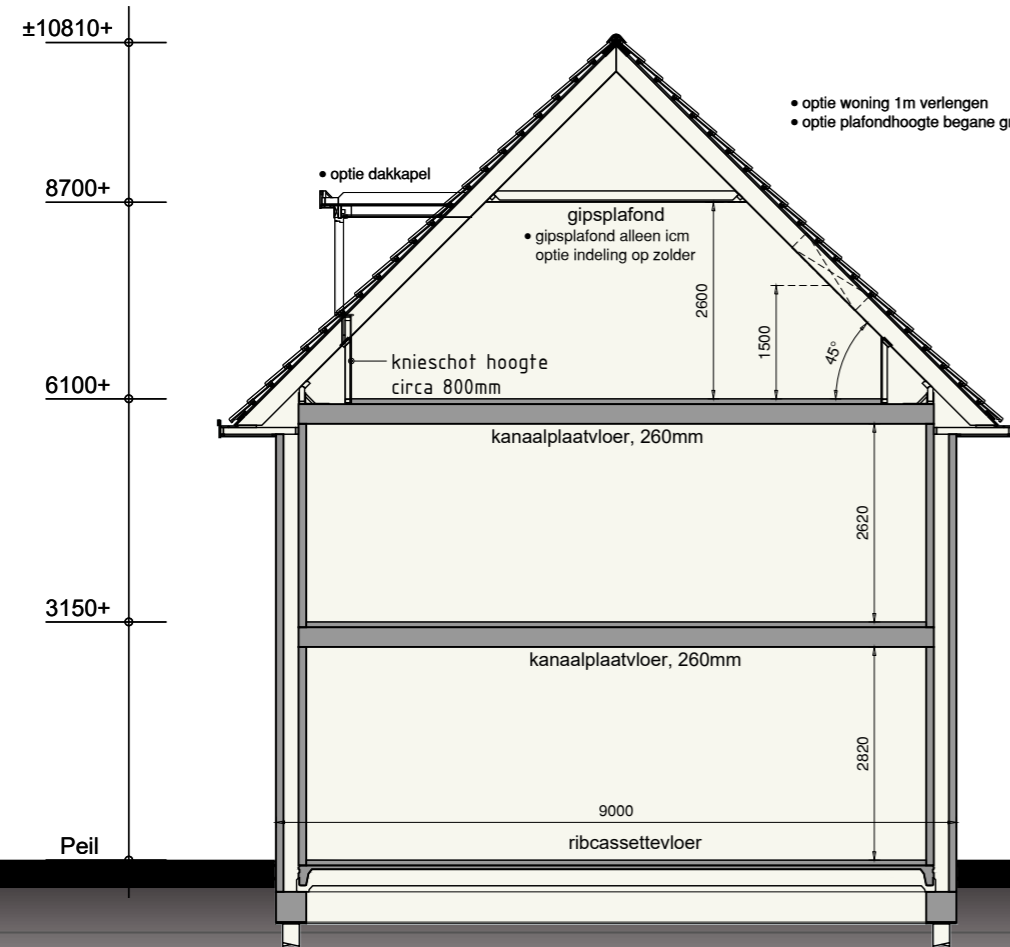 ±10810+
• optie woning 1m verlengen
• optie plafondhoogte begane
• optie dakkapel
8700+
gipsplafond
• gipsplafond alleen icm
optie indeling op zolder
2600
1500
45°
knieschot hoogte
circa 800mm
6100+
kanaalplaatvloer, 260mm
2620
3150+
kanaalplaatvloer, 260mm
2820
9000
ribcassettevloer
Peil